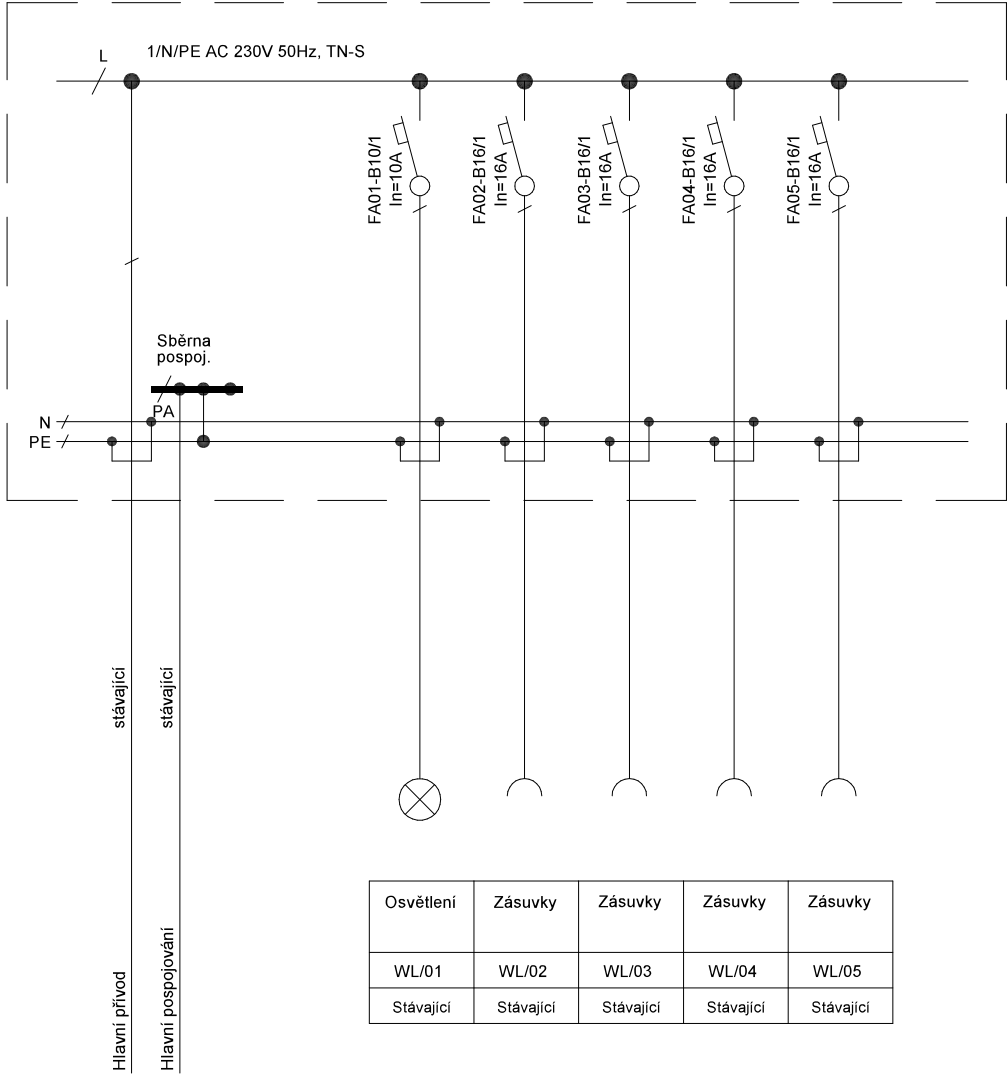 L
1/N/PE AC 230V 50Hz, TN-S
FA01-B10/1
In=10A
FA02-B16/1
In=16A
FA03-B16/1
In=16A
FA04-B16/1
In=16A
FA05-B16/1
In=16A
Sběrna
pospoj.
PA
N
PE
stávající
stávající
Hlavní přívod
Hlavní pospojování
Osvětlení Zásuvky Zásuvky Zásuvky Zásuvky
WL/01 WL/02 WL/03 WL/04 WL/05
Stávající Stávající Stávající Stávající Stávající